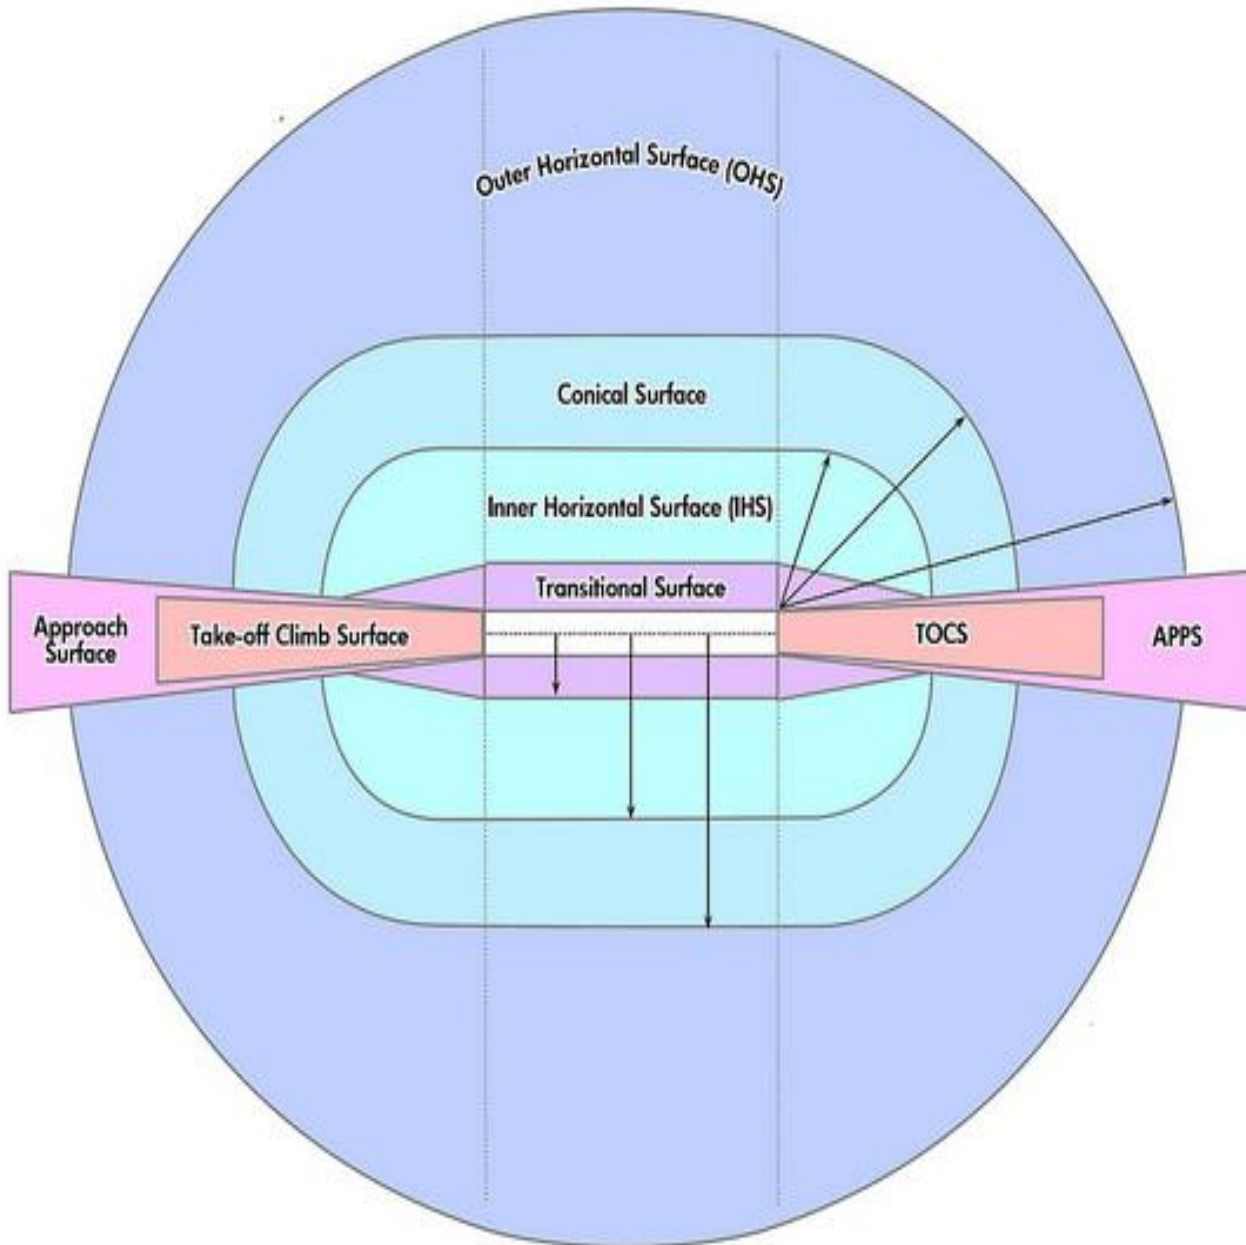 Outer Horizontal Surface (OHS)
Conical Surface
Inner Horizontal Surface (IHS)
Transitional Surface
Approach
Surface
Take-off Climb Surface
TOCS
APPS